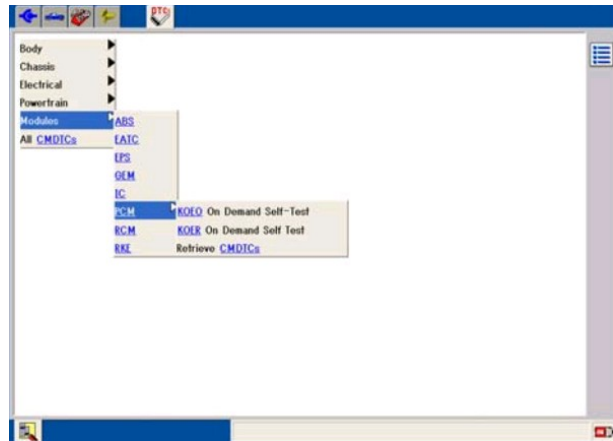 DTC
Body
Chassis
Electrical
Powertrain
Modules
All CMDTCs
ABS
EATC
EPS
GEM
IC
PCM
RCM
RKE
KOEO On Demand Self-Test
KOER On Demand Self Test
Retrieve CMDTCs